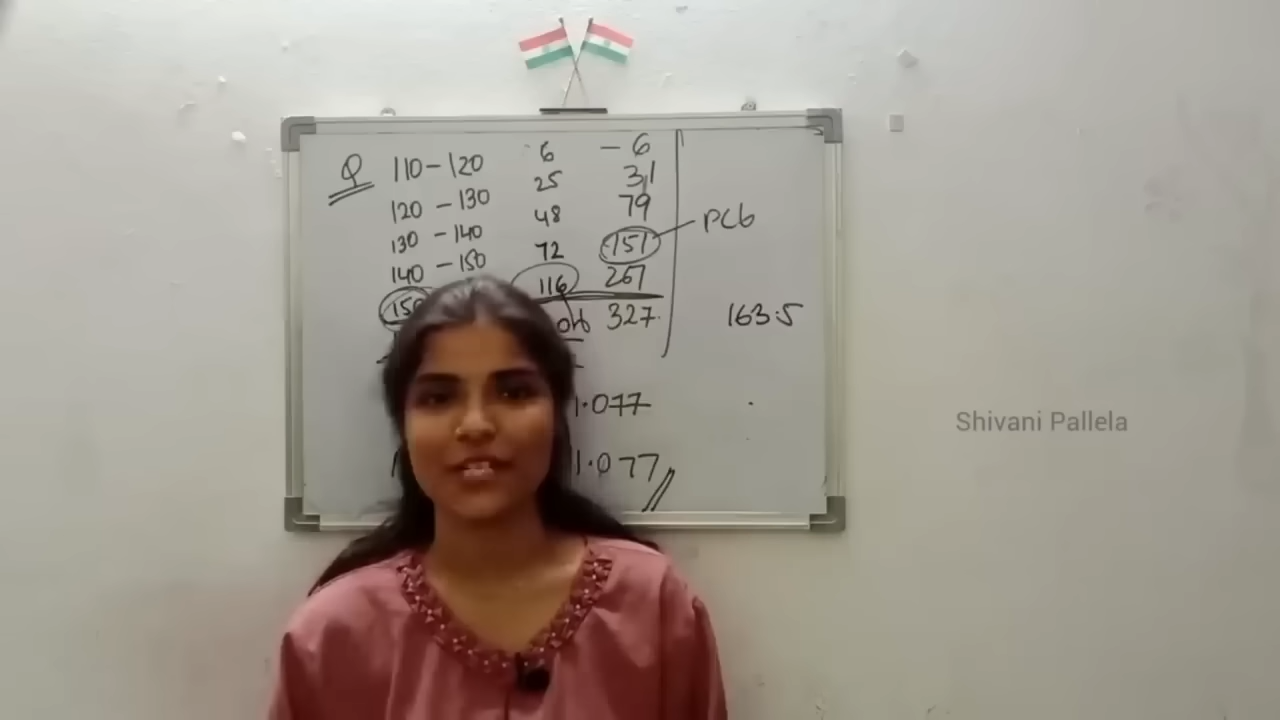 Q 110-120 6 - 6
120-130 25 31
130-140 48 79
140-150 72 151 PCb
116 267
327 163.5
1.077
1.077
Shivani Pallela